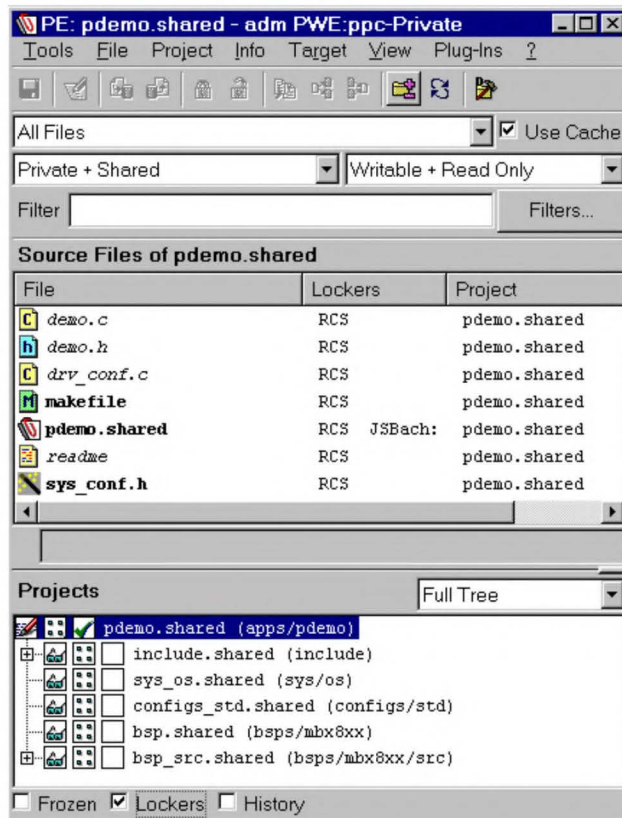 PE: pdemo.shared - adm PWE:ppc-Private
Tools File Project Info Target View Plug-Ins ?
All Files Use Cache
Private + Shared Writable + Read Only
Filter Filters...
Source Files of pdemo.shared
File Lockers Project
demo.c RCS pdemo.shared
demo.h RCS pdemo.shared
drv_conf.c RCS pdemo.shared
makefile RCS pdemo.shared
pdemo.shared RCS JSBach: pdemo.shared
readme RCS pdemo.shared
sys_conf.h RCS pdemo.shared
Projects Full Tree
pdemo.shared (apps/pdemo)
include.shared (include)
sys_os.shared (sys/os)
configs_std.shared (configs/std)
bsp.shared (bsps/mbx8xx)
bsp_src.shared (bsps/mbx8xx/src)
Frozen Lockers History